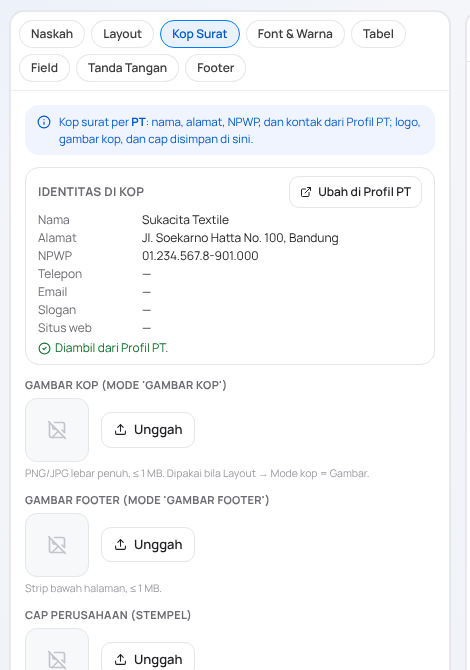 Naskah Layout Kop Surat Font & Warna Tabel
Field Tanda Tangan Footer
Kop surat per PT: nama, alamat, NPWP, dan kontak dari Profil PT; logo,
gambar kop, dan cap disimpan di sini.
IDENTITAS DI KOP
Ubah di Profil PT
Nama Sukacita Textile
Alamat Jl. Soekarno Hatta No. 100, Bandung
NPWP 01.234.567.8-901.000
Telepon —
Email —
Slogan —
Situs web —
Diambil dari Profil PT.
GAMBAR KOP (MODE 'GAMBAR KOP')
Unggah
PNG/JPG lebar penuh, ≤ 1 MB. Dipakai bila Layout → Mode kop = Gambar.
GAMBAR FOOTER (MODE 'GAMBAR FOOTER')
Unggah
Strip bawah halaman, ≤ 1 MB.
CAP PERUSAHAAN (STEMPEL)
Unggah